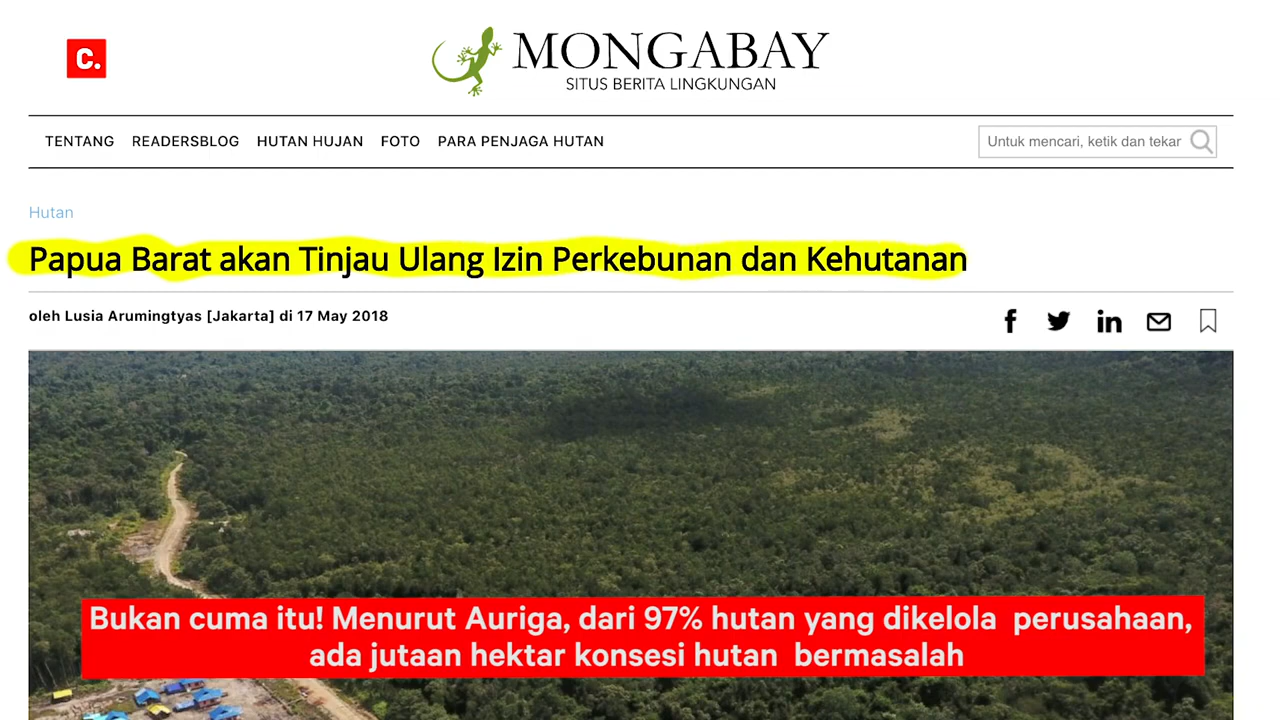 C.
MONGABAY
SITUS BERITA LINGKUNGAN
TENTANG READERSBLOG HUTAN HUJAN FOTO PARA PENJAGA HUTAN
Untuk mencari, ketik dan tekar
Hutan
Papua Barat akan Tinjau Ulang Izin Perkebunan dan Kehutanan
oleh Lusia Arumingtyas [Jakarta] di 17 May 2018
Bukan cuma itu! Menurut Auriga, dari 97% hutan yang dikelola perusahaan,
ada jutaan hektar konsesi hutan bermasalah